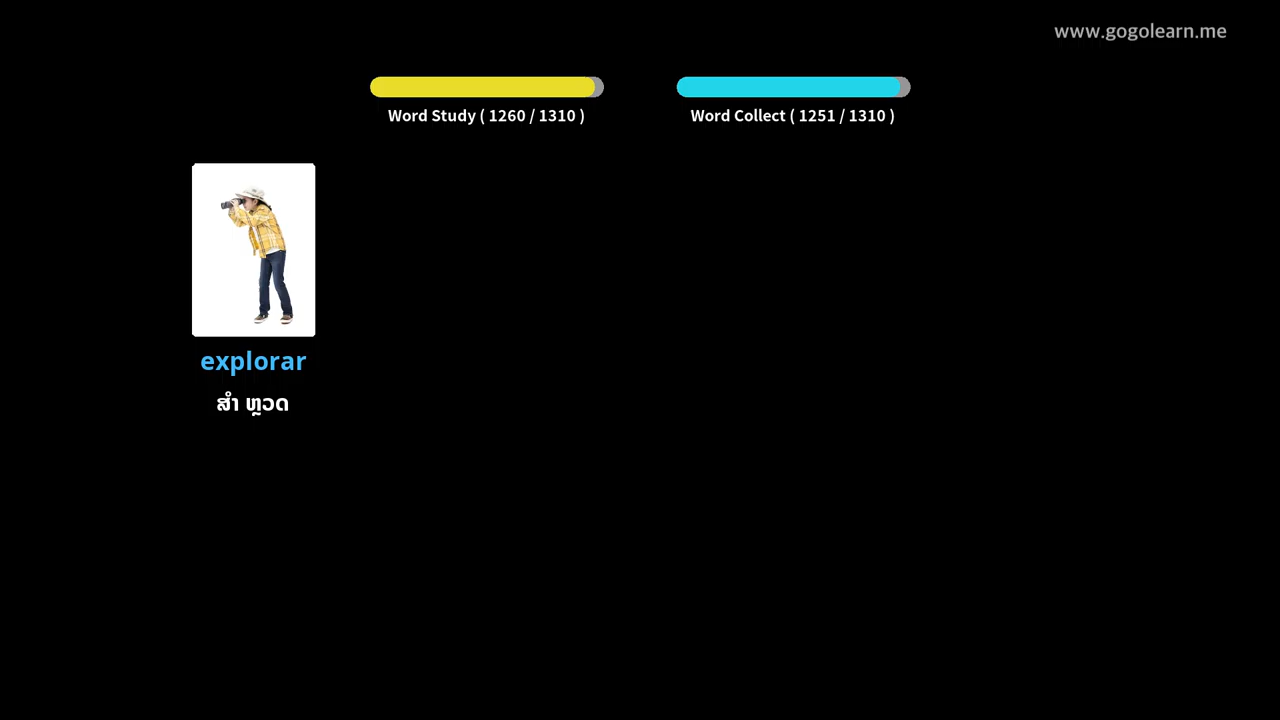 www.gogolearn.me
Word Study ( 1260 / 1310 )
Word Collect ( 1251 / 1310 )
explorar
ສຳ ຫຼວດ